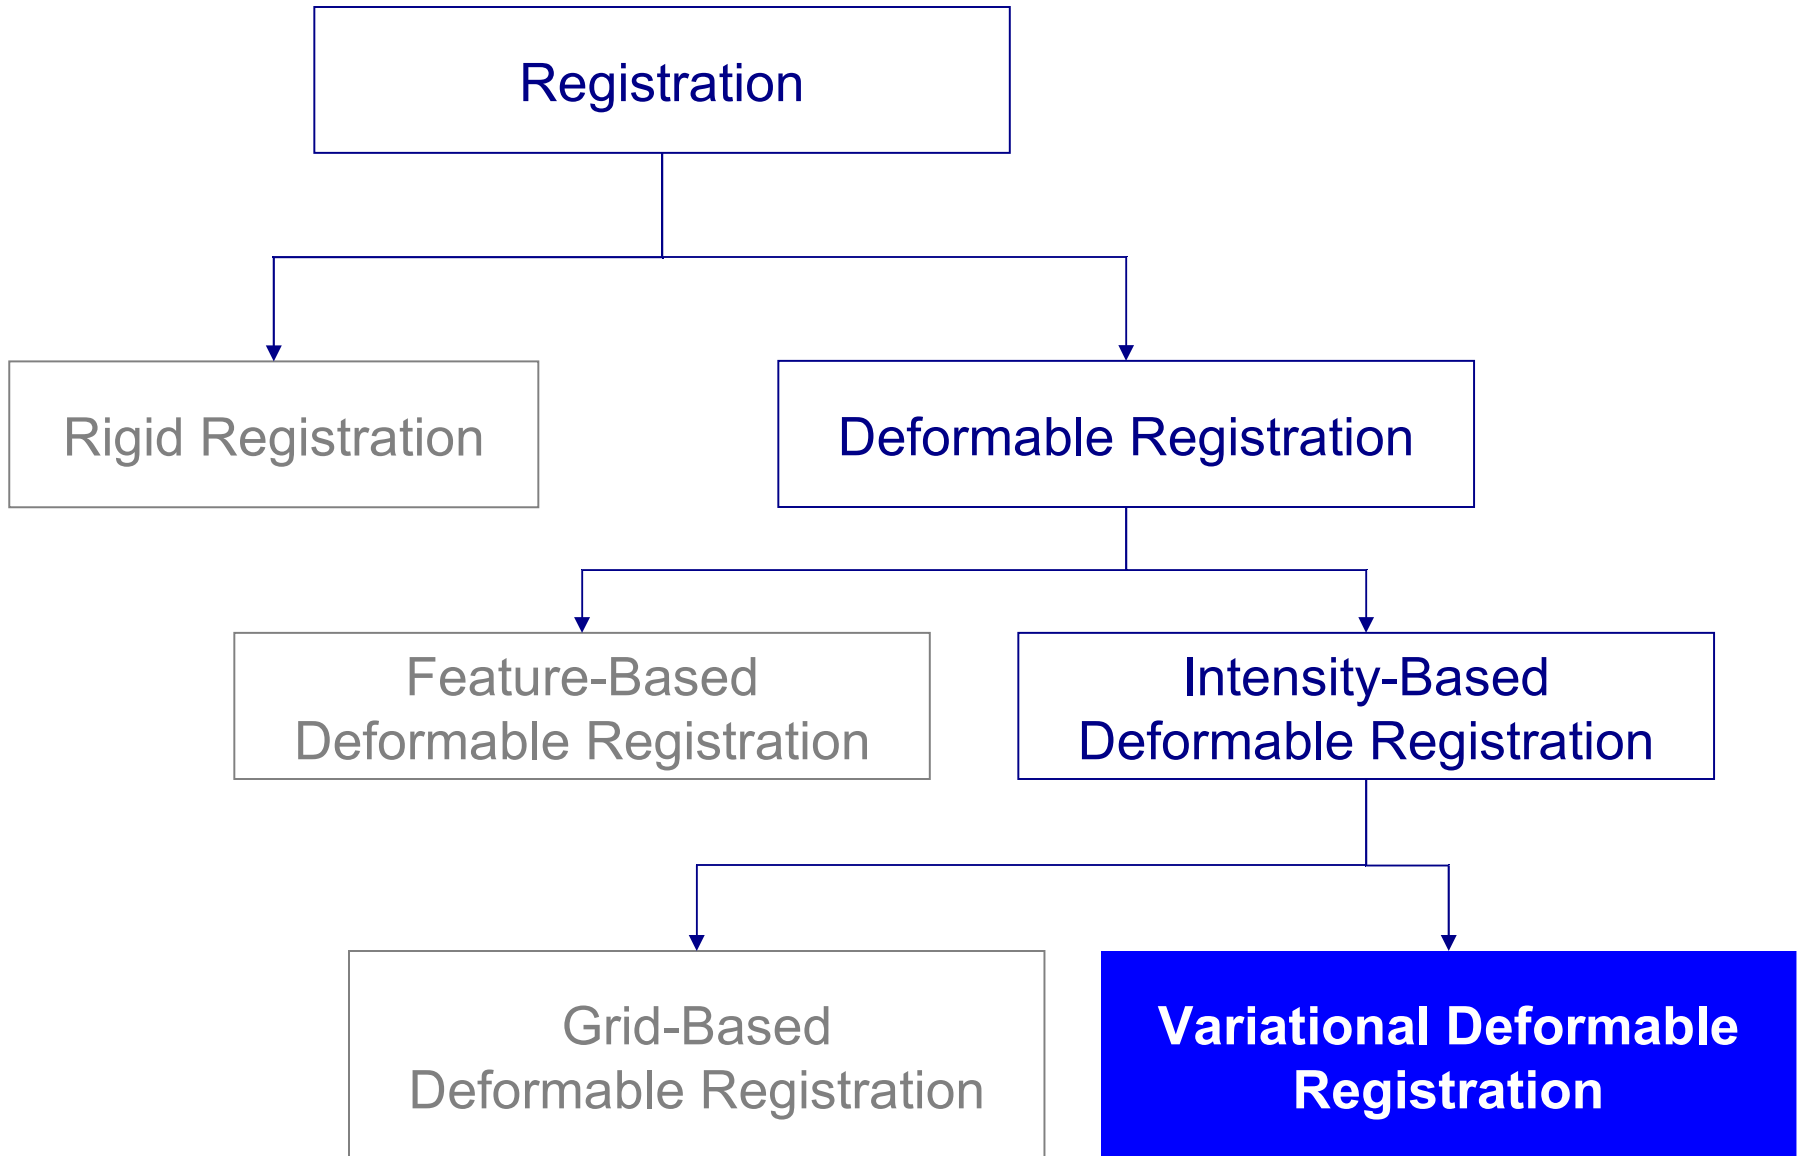 Registration
Rigid Registration
Deformable Registration
Feature-Based
Deformable Registration
Intensity-Based
Deformable Registration
Grid-Based
Deformable Registration
Variational Deformable
Registration